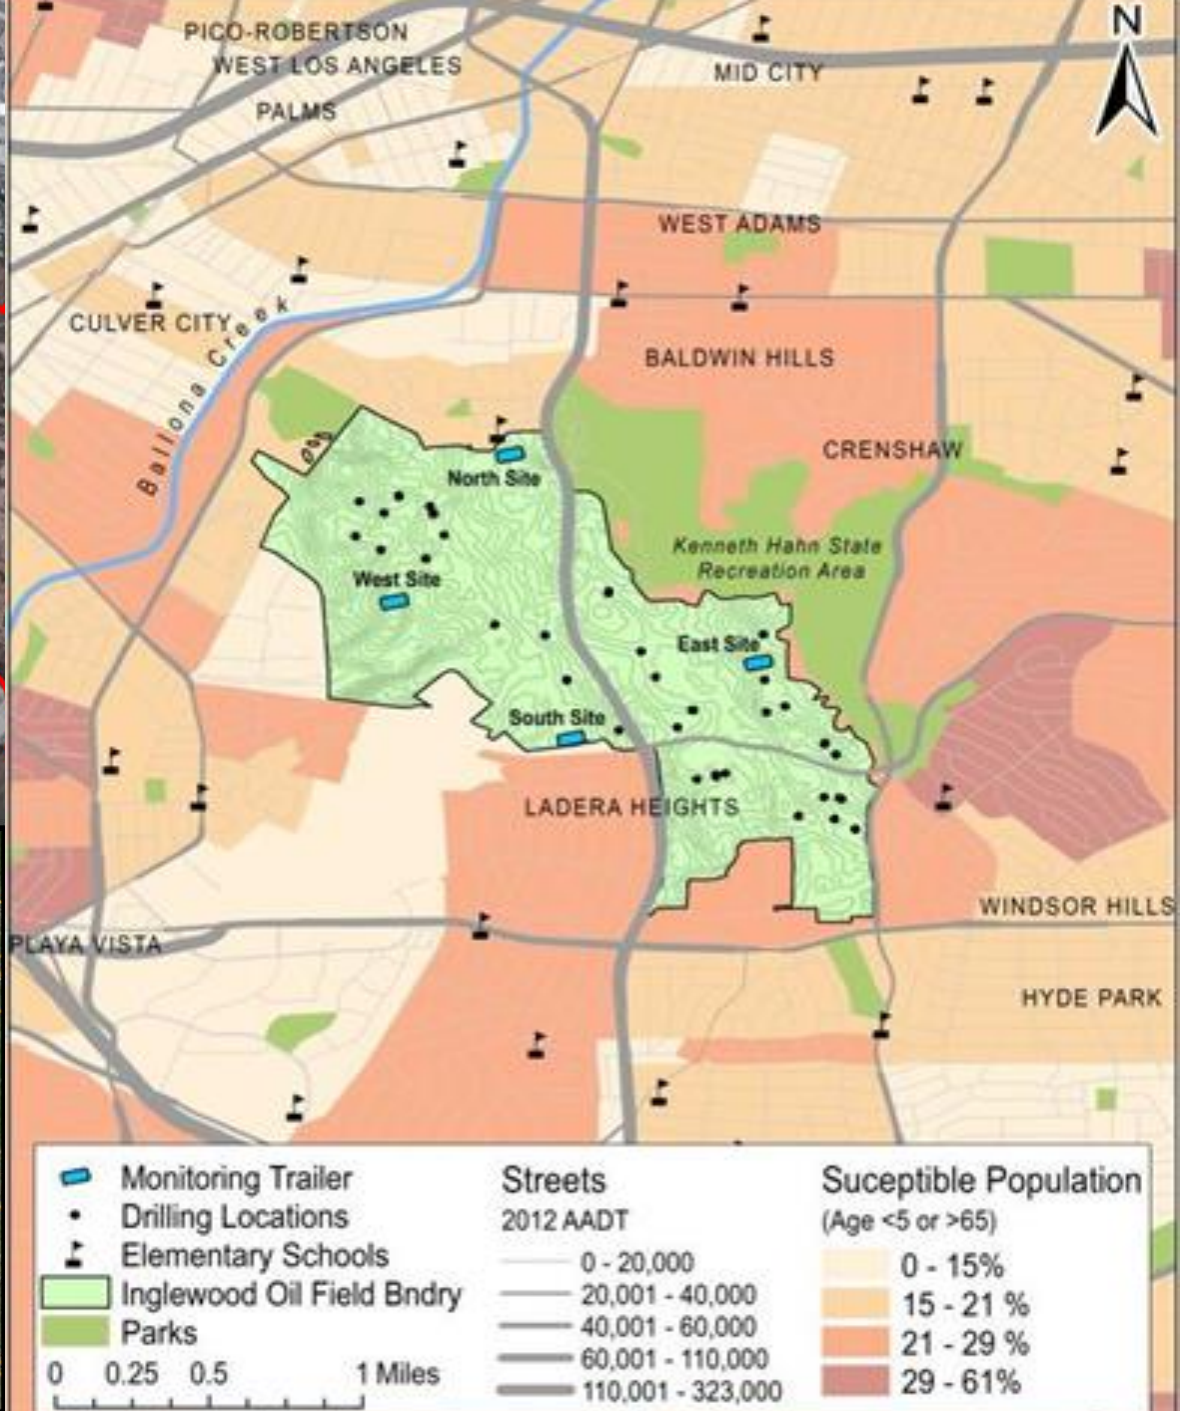 N
PICO-ROBERTSON
WEST LOS ANGELES
MID CITY
PALMS
WEST ADAMS
CULVER CITY
Ballona Creek
BALDWIN HILLS
CRENSHAW
North Site
Kenneth Hahn State
Recreation Area
West Site
East Site
South Site
LADERA HEIGHTS
WINDSOR HILLS
PLAYA VISTA
HYDE PARK
Monitoring Trailer
Drilling Locations
Elementary Schools
Inglewood Oil Field Bndry
Parks
0 0.25 0.5 1 Miles
Streets
2012 AADT
0 - 20,000
20,001 - 40,000
40,001 - 60,000
60,001 - 110,000
110,001 - 323,000
Suceptible Population
(Age <5 or >65)
0 - 15%
15 - 21 %
21 - 29 %
29 - 61%